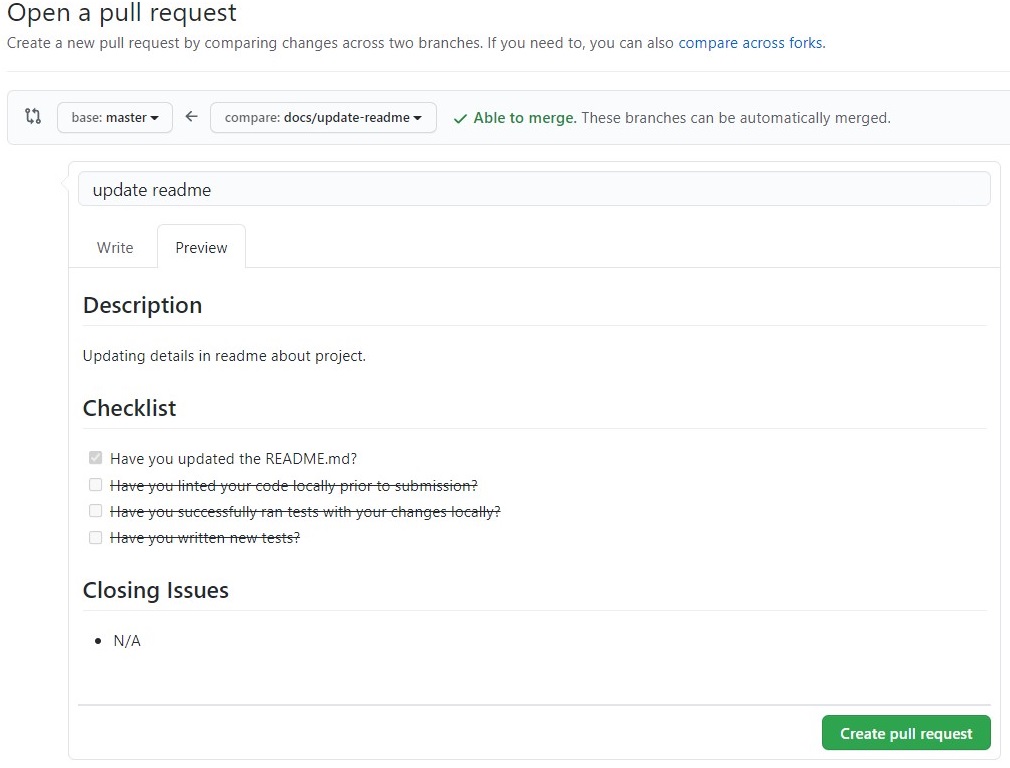 Open a pull request
Create a new pull request by comparing changes across two branches. If you need to, you can also compare across forks.
base: master compare: docs/update-readme Able to merge. These branches can be automatically merged.
update readme
Write Preview
Description
Updating details in readme about project.
Checklist
Have you updated the README.md?
Have you linted your code locally prior to submission?
Have you successfully ran tests with your changes locally?
Have you written new tests?
Closing Issues
N/A
Create pull request